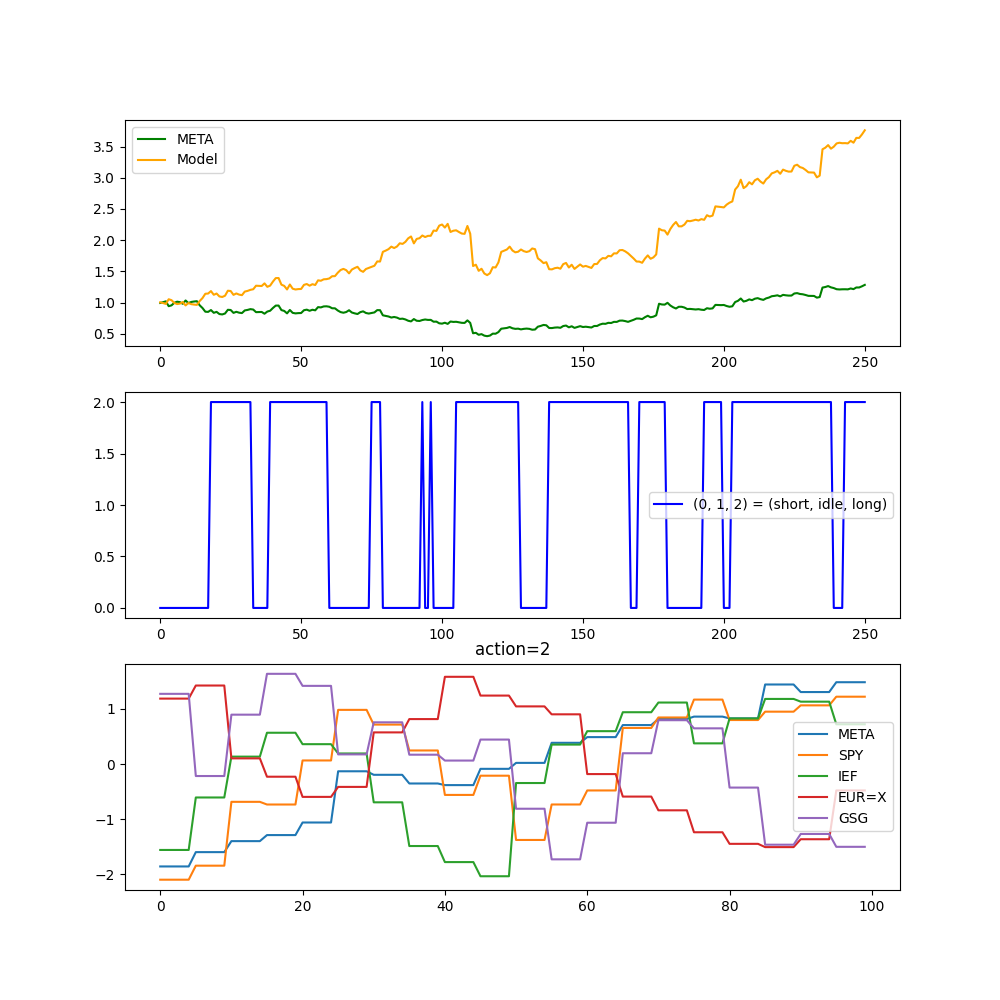 3.5
3.0
2.5
2.0
1.5
1.0
0.5
META
Model
0 50 100 150 200 250
2.0
1.5
1.0
0.5
0.0
(0, 1, 2) = (short, idle, long)
0 50 100 150 200 250
action=2
1
0
−1
−2
META
SPY
IEF
EUR=X
GSG
0 20 40 60 80 100